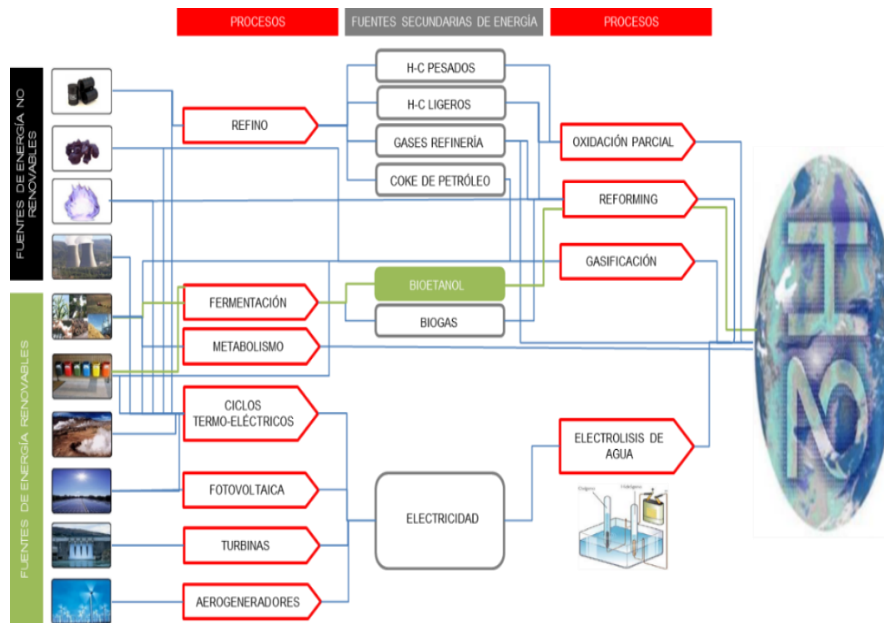 PROCESOS
FUENTES SECUNDARIAS DE ENERGÍA
PROCESOS
FUENTES DE ENERGÍA NO
RENOVABLES
FUENTES DE ENERGÍA RENOVABLES
REFINO
FERMENTACIÓN
METABOLISMO
CICLOS
TERMO-ELÉCTRICOS
FOTOVOLTAICA
TURBINAS
AEROGENERADORES
H-C PESADOS
H-C LIGEROS
GASES REFINERÍA
COKE DE PETRÓLEO
BIOETANOL
BIOGAS
ELECTRICIDAD
OXIDACIÓN PARCIAL
REFORMING
GASIFICACIÓN
ELECTROLISIS DE
AGUA
H2